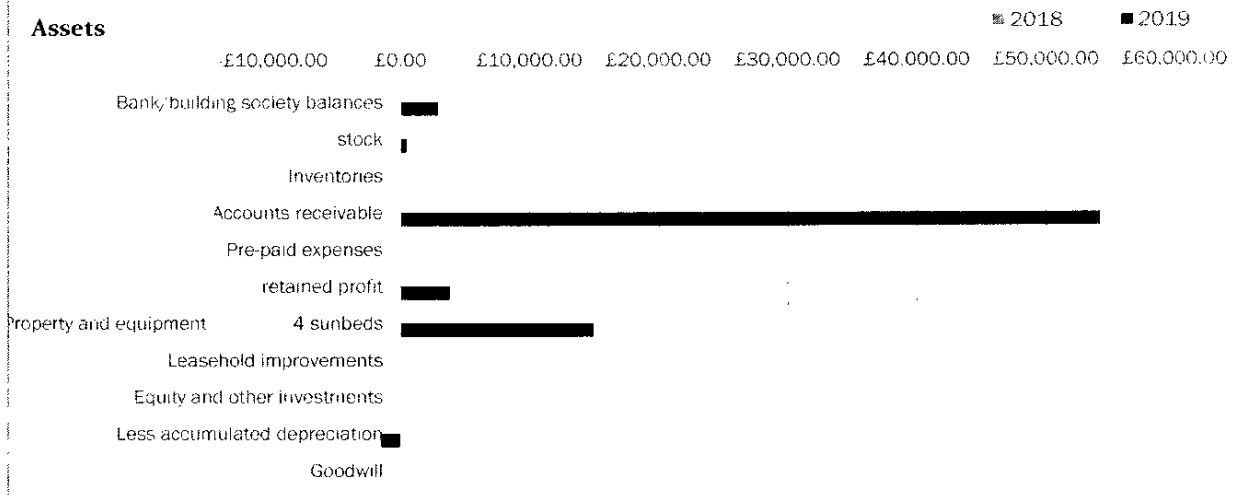 2018 2019
Assets
-£10,000.00 £0.00 £10,000.00 £20,000.00 £30,000.00 £40,000.00 £50,000.00 £60,000.00
Bank/building society balances
stock
Inventories
Accounts receivable
Pre-paid expenses
retained profit
Property and equipment 4 sunbeds
Leasehold improvements
Equity and other investments
Less accumulated depreciation
Goodwill